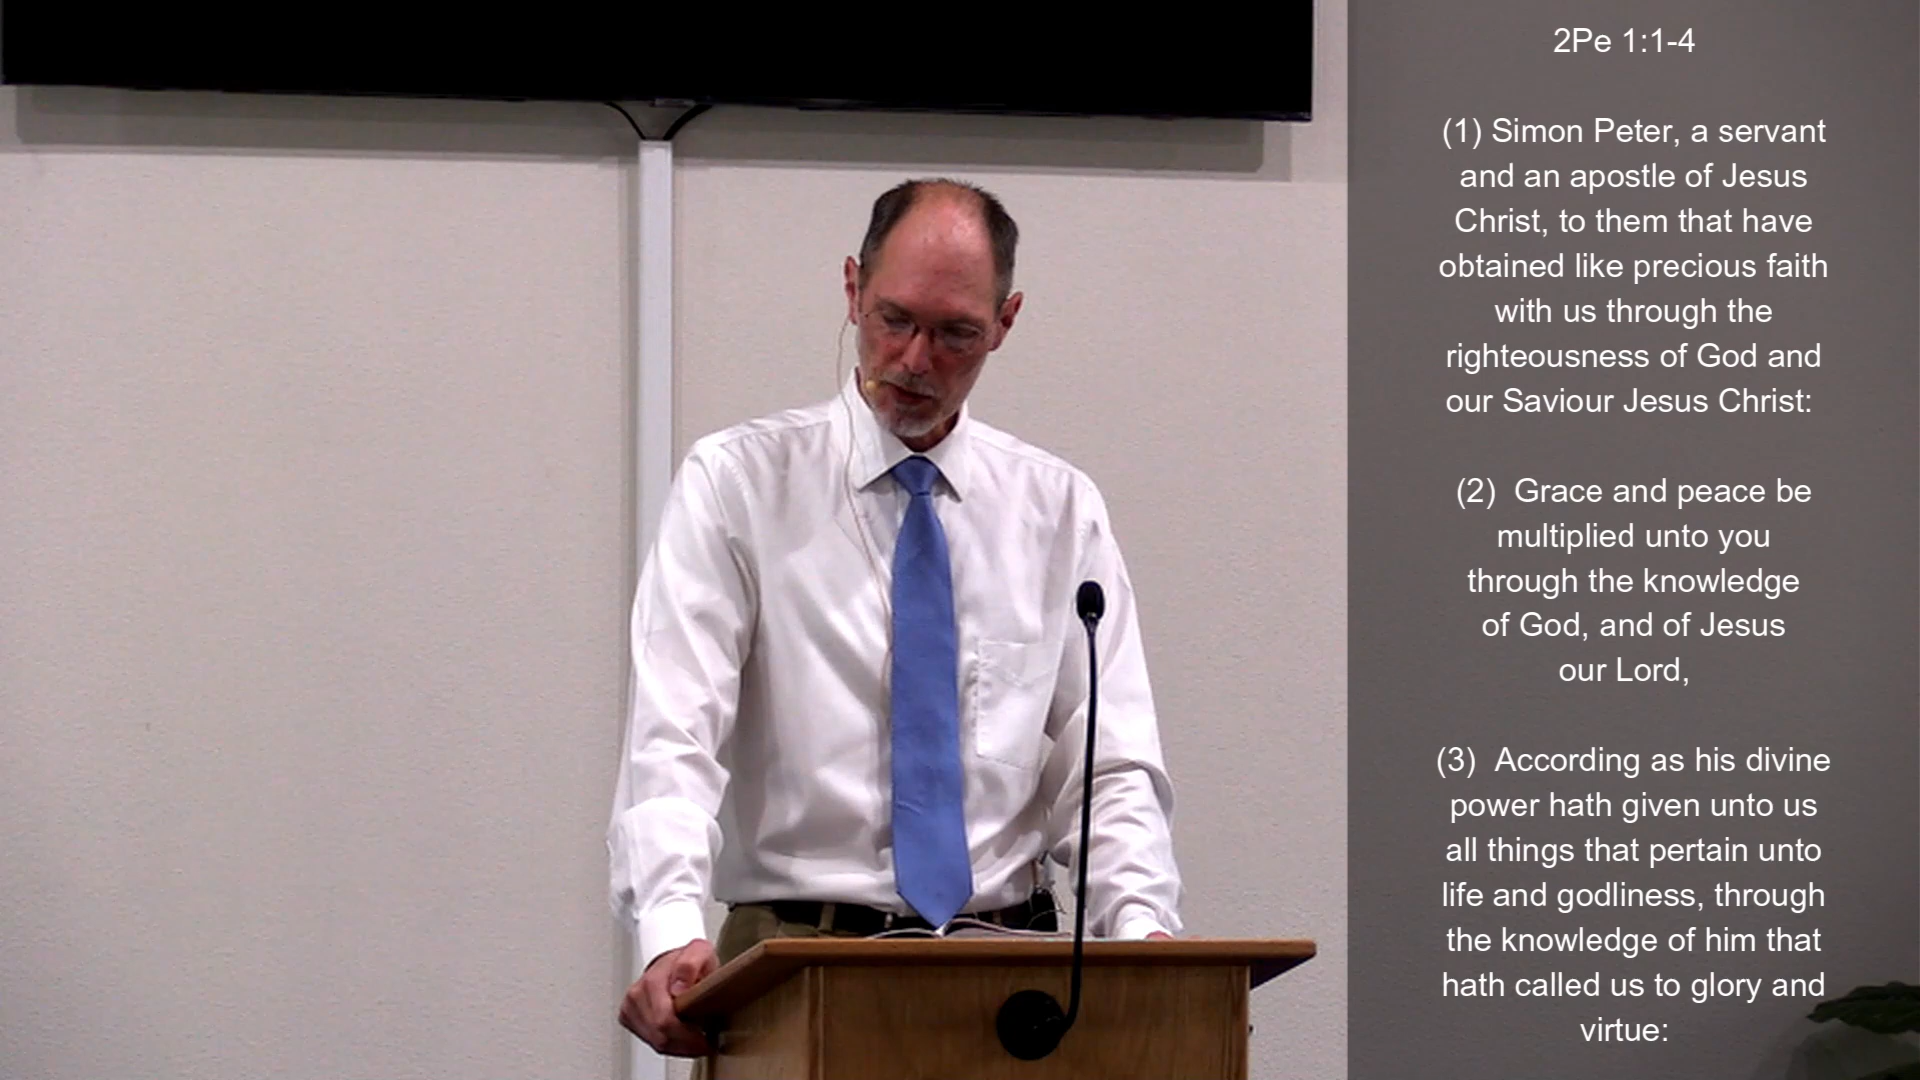 2Pe 1:1-4
(1) Simon Peter, a servant
and an apostle of Jesus
Christ, to them that have
obtained like precious faith
with us through the
righteousness of God and
our Saviour Jesus Christ:
(2)  Grace and peace be
multiplied unto you
through the knowledge
of God, and of Jesus
our Lord,
(3)  According as his divine
power hath given unto us
all things that pertain unto
life and godliness, through
the knowledge of him that
hath called us to glory and
virtue: